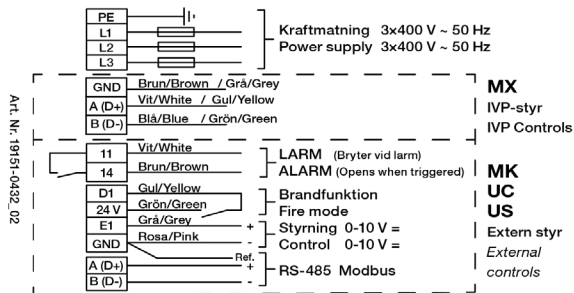 PE
L1
L2
L3
Kraftmatning 3x400 V ~ 50 Hz
Power supply 3x400 V ~ 50 Hz
GND Brun/Brown / Grå/Grey
A (D+) Vit/White / Gul/Yellow
B (D-) Blå/Blue / Grön/Green
MX
IVP-styr
IVP Controls
11 Vit/White
14 Brun/Brown
LARM (Bryter vid larm)
ALARM (Opens when triggered)
D1 Gul/Yellow
24 V Grön/Green
Brandfunktion
Fire mode
E1 Grå/Grey +
GND Rosa/Pink -
Styrning 0-10 V =
Control 0-10 V =
Ref.
A (D+) +
B (D-) -
RS-485 Modbus
MK
UC
US
Extern styr
External
controls
Art. Nr. 19151-0432_02